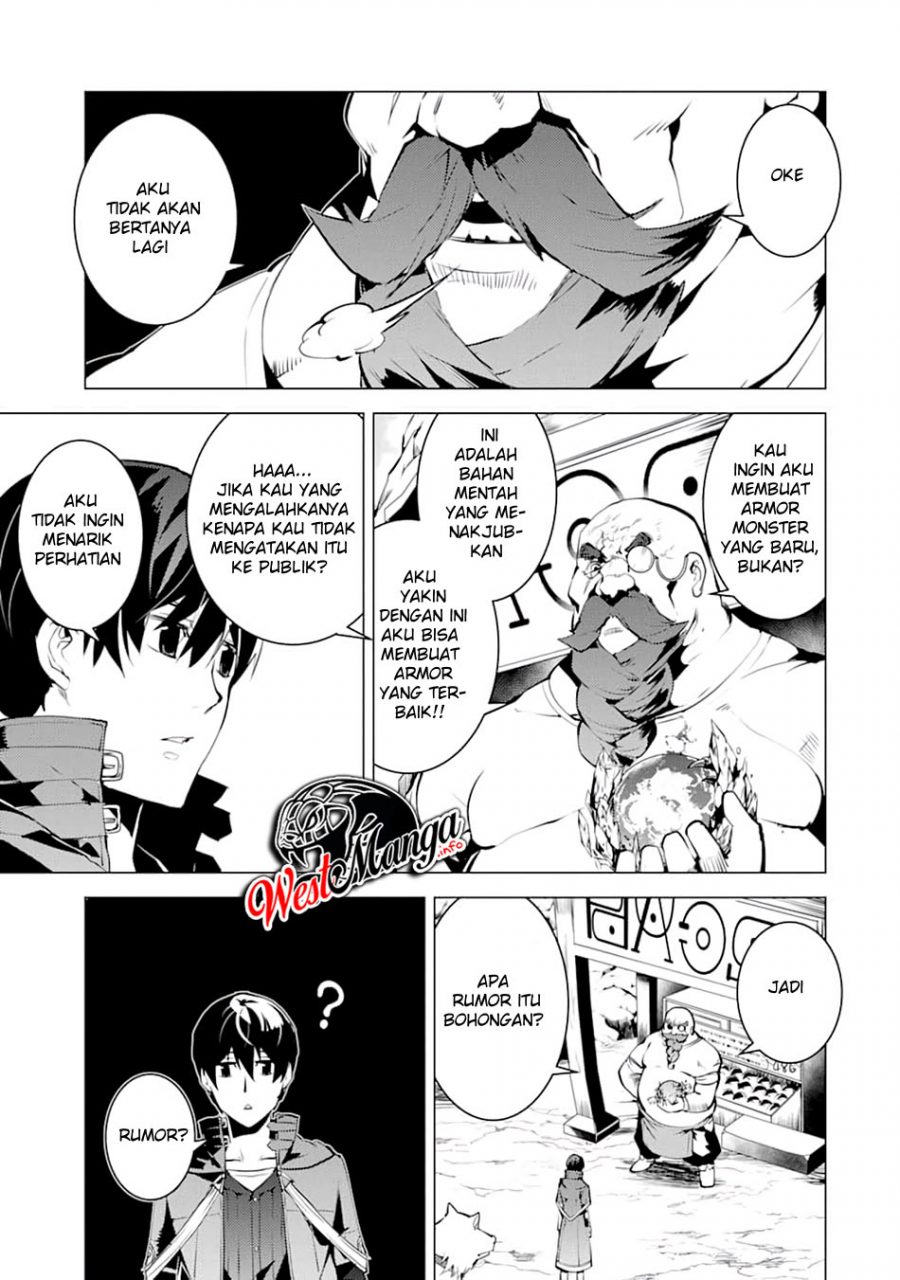 OKE
AKU
TIDAK AKAN
BERTANYA
LAGI
KAU
INGIN AKU
MEMBUAT
ARMOR
MONSTER
YANG BARU,
BUKAN?
INI
ADALAH
BAHAN
MENTAH
YANG ME-
NAKJUB-
KAN
AKU
YAKIN
DENGAN INI
AKU BISA
MEMBUAT
ARMOR
YANG TER-
BAIK!!
HAAA...
JIKA KAU YANG
MENGALAHKANYA
KENAPA KAU TIDAK
MENGATAKAN ITU
KE PUBLIK?
AKU
TIDAK INGIN
MENARIK
PERHATIAN
WestManga
.info
JADI
APA
RUMOR ITU
BOHONGAN?
?
RUMOR?